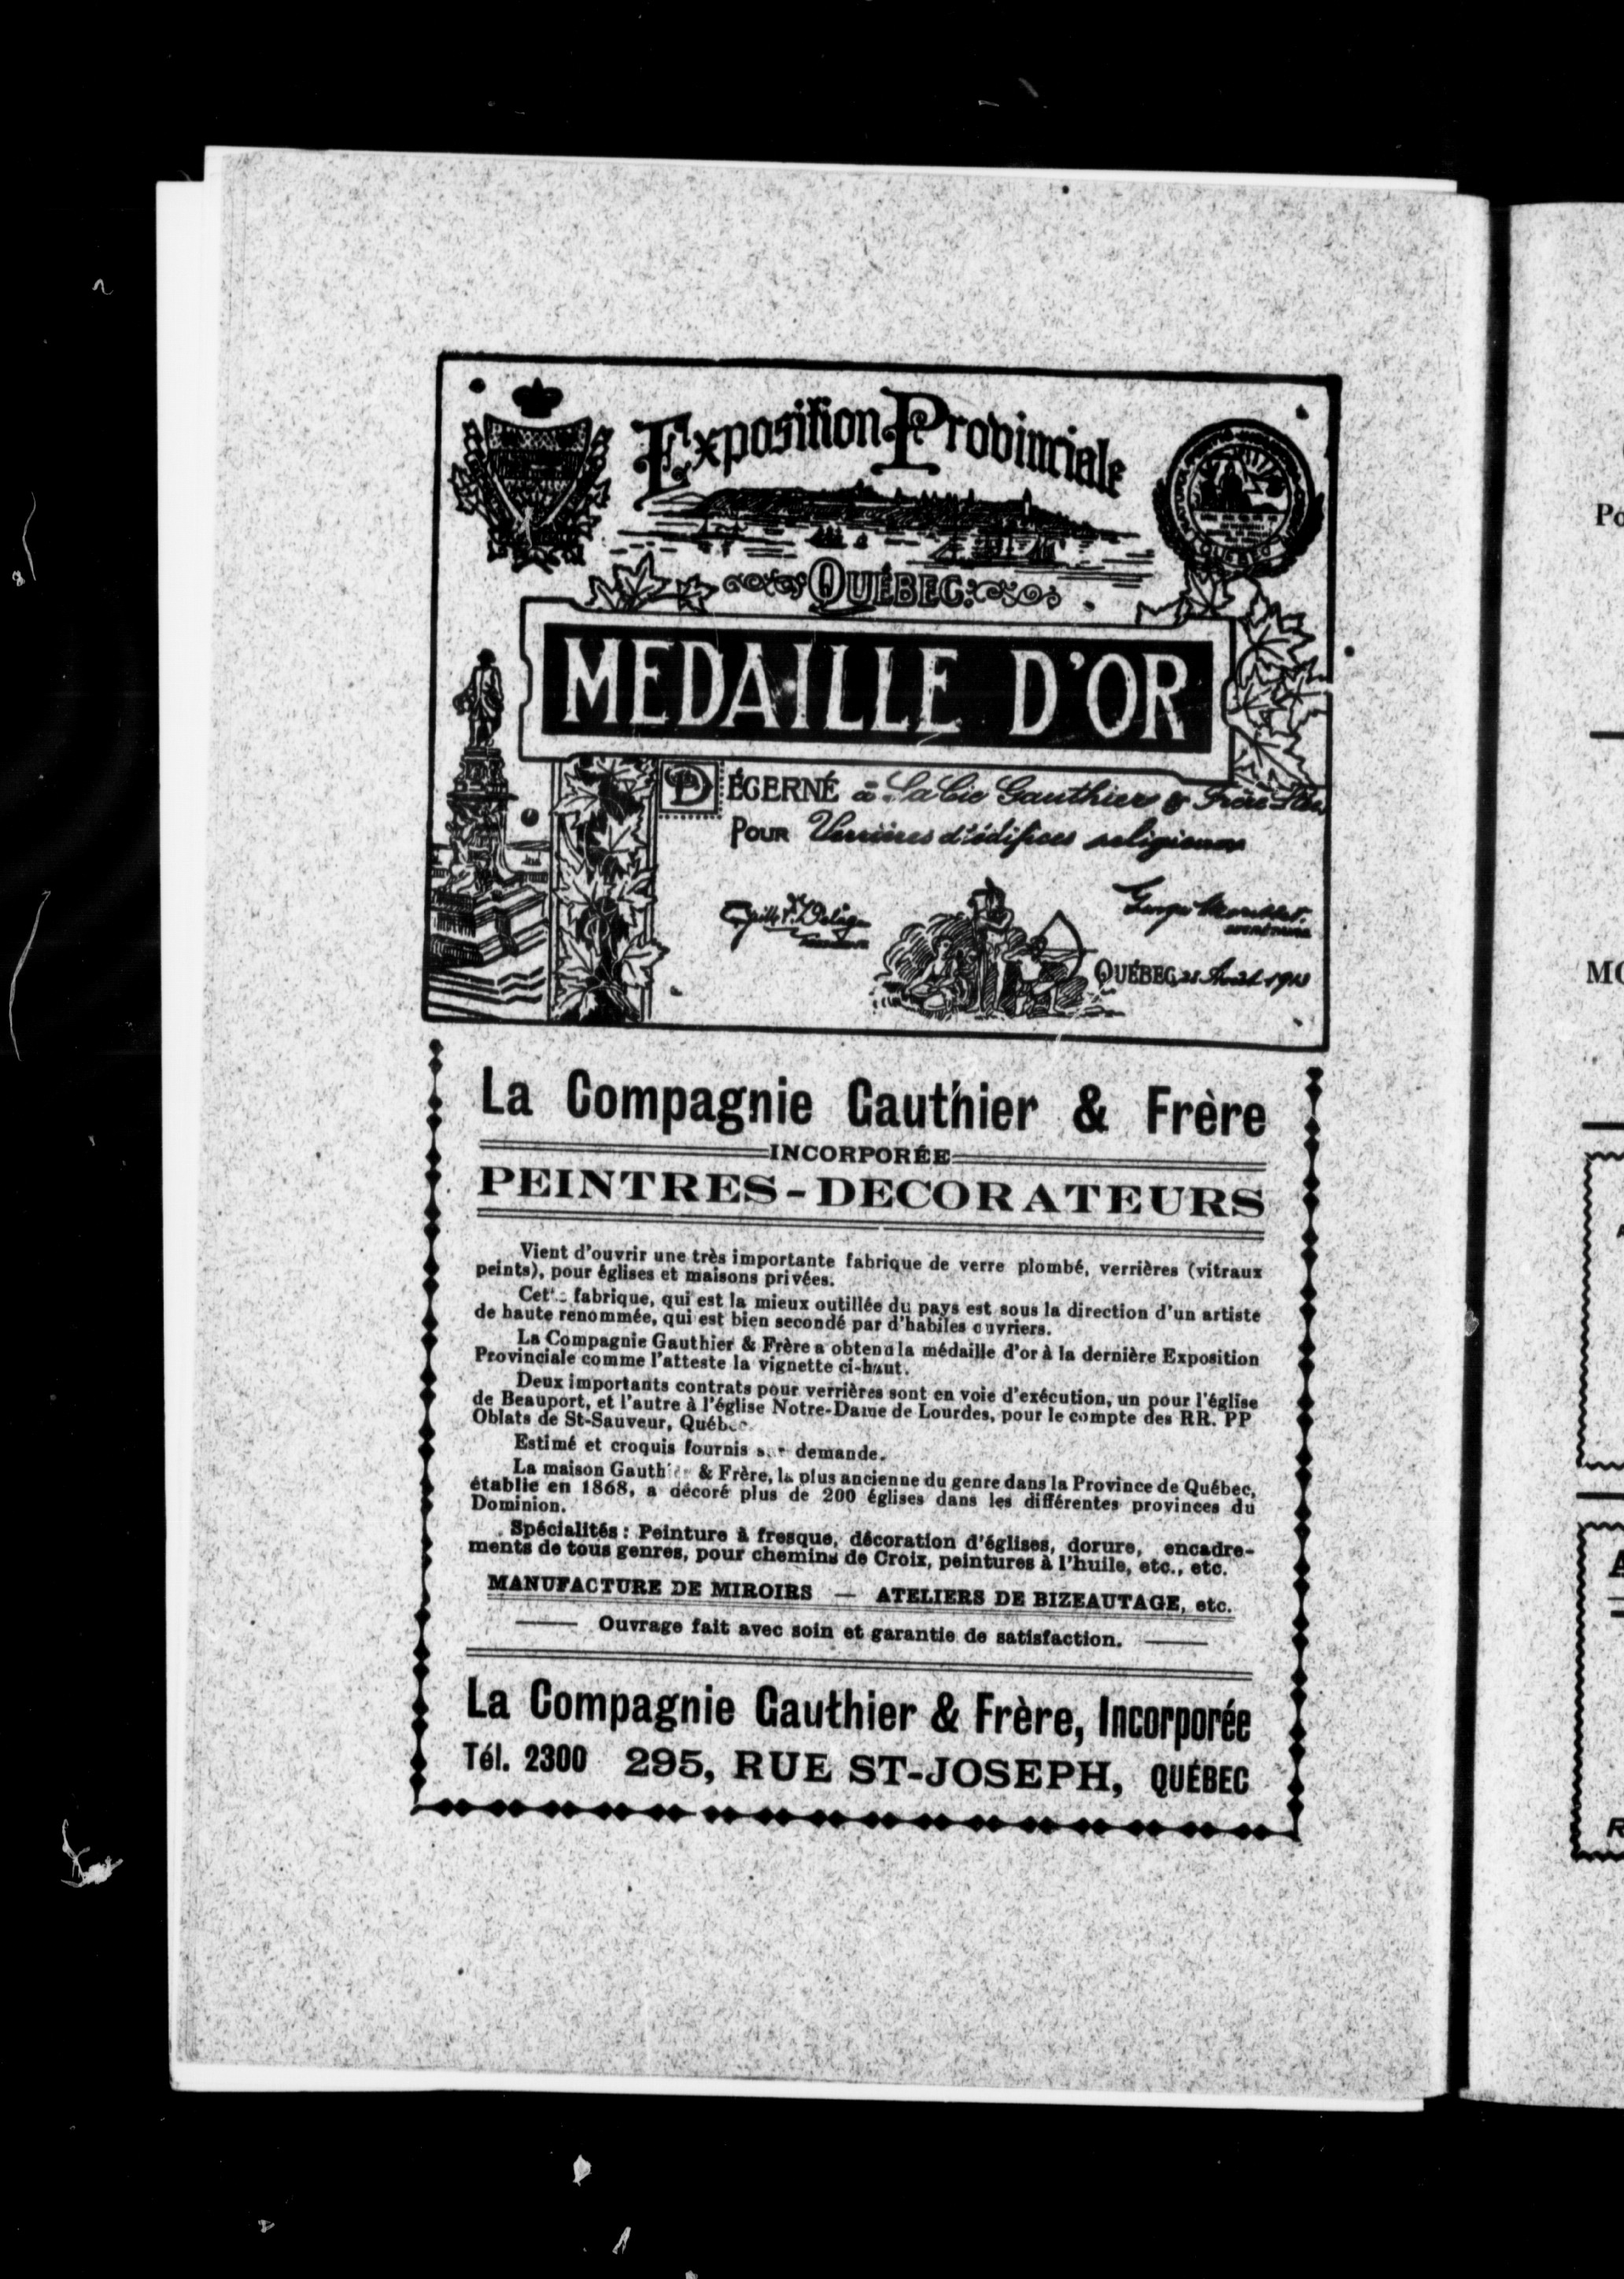 Exposition Provinciale
QUÉBEC
QUÉBEC
MEDAILLE D'OR
DÉCERNÉ à La Cie Gauthier & Frère
POUR Verrières d'édifices religieux
QUÉBEC, Août
La Compagnie Gauthier & Frère
INCORPORÉE
PEINTRES-DECORATEURS
Vient d'ouvrir une très importante fabrique de verre plombé, verrières (vitraux
peints), pour églises et maisons privées.
fabrique, qui est la mieux outillée du pays est sous la direction d'un artiste
de haute renommée, qui est bien secondé par d'habiles ouvriers.
La Compagnie Gauthier & Frère a obtenu la médaille d'or à la dernière Exposition
Provinciale comme l'atteste la vignette ci-haut.
Deux importants contrats pour verrières sont en voie d'exécution, un pour l'église
de Beauport, et l'autre à l'église Notre-Dame de Lourdes, pour le compte des RR. PP
Oblats de St-Sauveur, Québec.
Estimé et croquis fournis sur demande.
La maison Gauthier & Frère, la plus ancienne du genre dans la Province de Québec,
établie en 1868, a décoré plus de 200 églises dans les différentes provinces du
Dominion.
Spécialités : Peinture à fresque, décoration d'églises, dorure, encadre-
ments de tous genres, pour chemins de Croix, peintures à l'huile, etc., etc.
MANUFACTURE DE MIROIRS — ATELIERS DE BIZEAUTAGE, etc.
Ouvrage fait avec soin et garantie de satisfaction.
La Compagnie Gauthier & Frère, Incorporée
Tél. 2300 295, RUE ST-JOSEPH, QUÉBEC